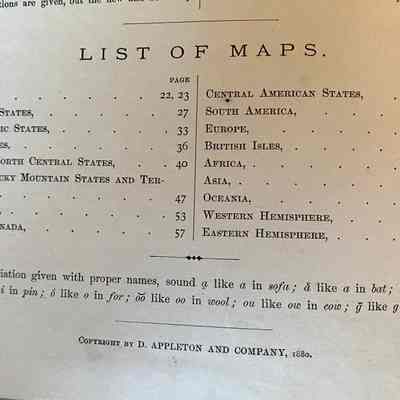 tions are given, but the new
LIST OF MAPS.
PAGE
. . . . . . 22, 23
STATES, . . . . . 27
IC STATES, . . . . . 33
ES, . . . . . . 36
ORTH CENTRAL STATES, . . . 40
CKY MOUNTAIN STATES AND TER-
. . . . . . 47
. . . . . . 53
NADA, . . . . . 57
CENTRAL AMERICAN STATES, .
SOUTH AMERICA, . .
EUROPE, . . .
BRITISH ISLES, . .
AFRICA, . . . .
ASIA, . . . .
OCEANIA, . . .
WESTERN HEMISPHERE, .
EASTERN HEMISPHERE, . .
iation given with proper names, sound a̤ like a in sofa; ă like a in bat;
i in pin; ó like o in for; o͝o like oo in wool; ou like ow in cow; ḡ like g
COPYRIGHT BY D. APPLETON AND COMPANY, 1880.